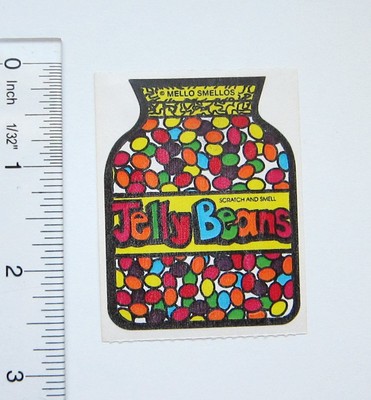 © MELLO SMELLOS
SCRATCH AND SMELL
Jelly Beans
0
Inch
1/32"
1
2
3